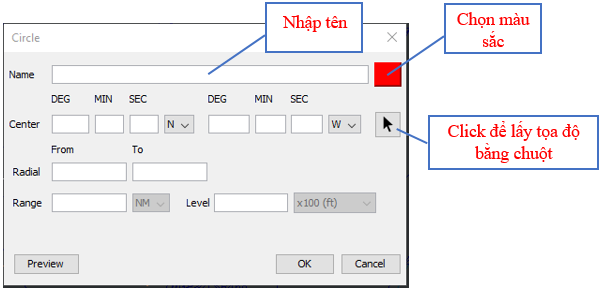 Nhập tên
Chọn màu
sắc
Circle
Name
DEG MIN SEC DEG MIN SEC
Center N W
Click để lấy tọa độ
bằng chuột
From To
Radial
Range NM Level x100 (ft)
Preview OK Cancel